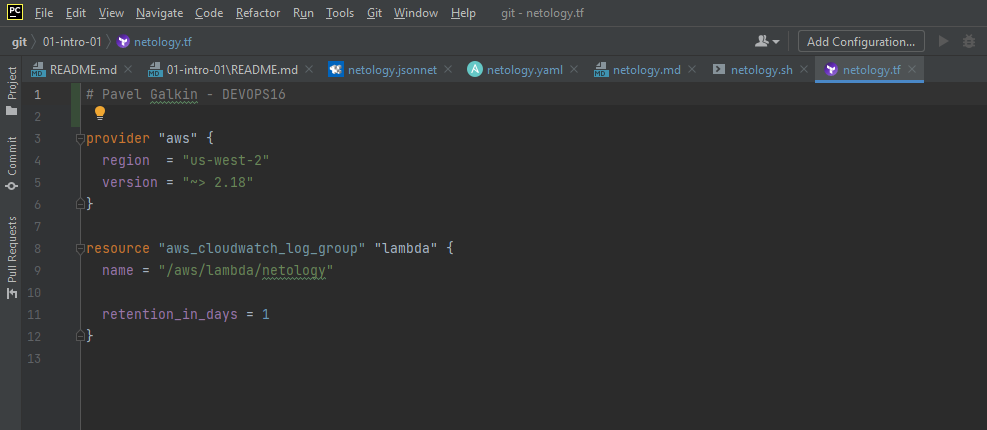 PC File Edit View Navigate Code Refactor Run Tools Git Window Help git - netology.tf
git 01-intro-01 netology.tf Add Configuration...
Project
Commit
Pull Requests
MD README.md MD 01-intro-01\README.md netology.jsonnet A netology.yaml MD netology.md netology.sh netology.tf
1 # Pavel Galkin - DEVOPS16
2
3 provider "aws" {
4 region  = "us-west-2"
5 version = "~> 2.18"
6 }
7
8 resource "aws_cloudwatch_log_group" "lambda" {
9 name = "/aws/lambda/netology"
10
11 retention_in_days = 1
12 }
13